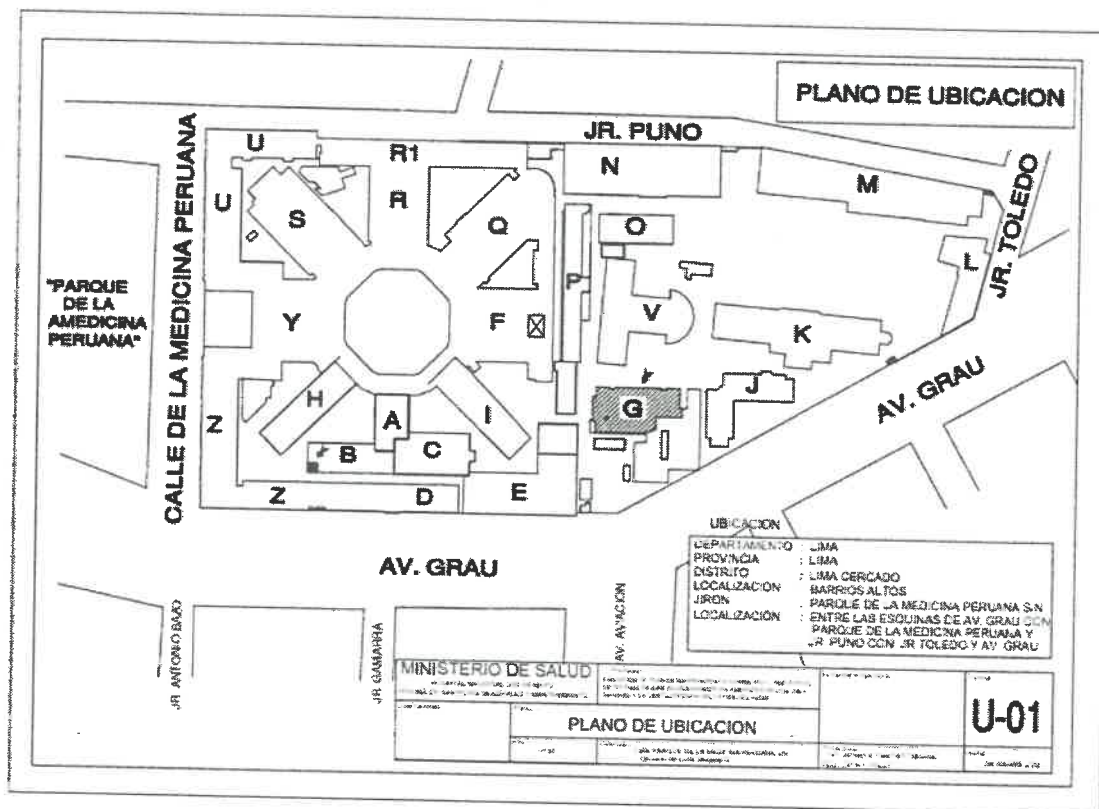 PLANO DE UBICACION
JR. PUNO
JR. TOLEDO
CALLE DE LA MEDICINA PERUANA
"PARQUE
DE LA
AMEDICINA
PERUANA"
U
R1
N
M
U
S
R
Q
O
L
P
Y
F
V
K
H
A
I
G
J
Z
B
C
Z
D
E
AV. GRAU
AV. GRAU
JR. ANTONIO BAJO
JR. GAMARRA
AV. AVIACION
UBICACION
DEPARTAMENTO : LIMA
PROVINCIA : LIMA
DISTRITO : LIMA CERCADO
LOCALIZACION BARRIOS ALTOS
JIRON : PARQUE DE LA MEDICINA PERUANA S/N
LOCALIZACIÓN : ENTRE LAS ESQUINAS DE AV. GRAU CON
PARQUE DE LA MEDICINA PERUANA Y
JR. PUNO CON JR TOLEDO Y AV. GRAU
MINISTERIO DE SALUD
PLANO DE UBICACION
U-01